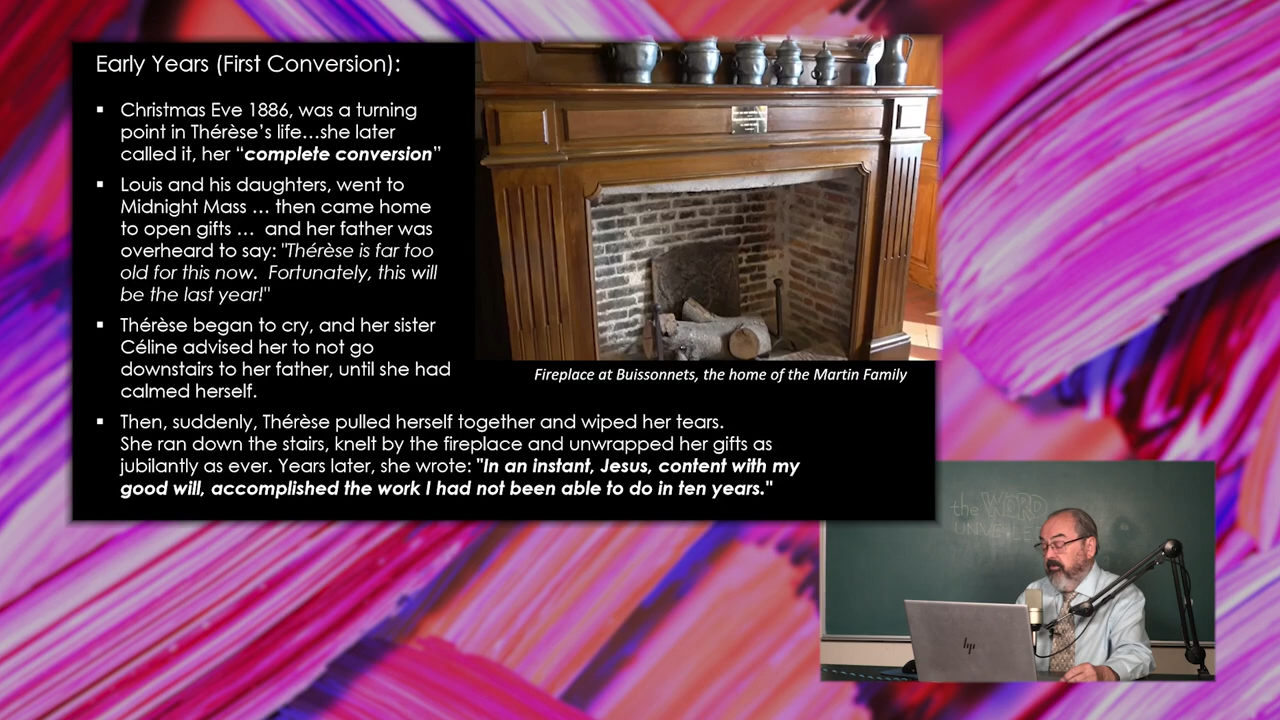 Early Years (First Conversion):
▪ Christmas Eve 1886, was a turning
point in Thérèse’s life…she later
called it, her “complete conversion”
▪ Louis and his daughters, went to
Midnight Mass … then came home
to open gifts … and her father was
overheard to say: "Thérèse is far too
old for this now. Fortunately, this will
be the last year!"
▪ Thérèse began to cry, and her sister
Céline advised her to not go
downstairs to her father, until she had
calmed herself.
▪ Then, suddenly, Thérèse pulled herself together and wiped her tears.
She ran down the stairs, knelt by the fireplace and unwrapped her gifts as
jubilantly as ever. Years later, she wrote: "In an instant, Jesus, content with my
good will, accomplished the work I had not been able to do in ten years."
Fireplace at Buissonnets, the home of the Martin Family
the WORD
hp